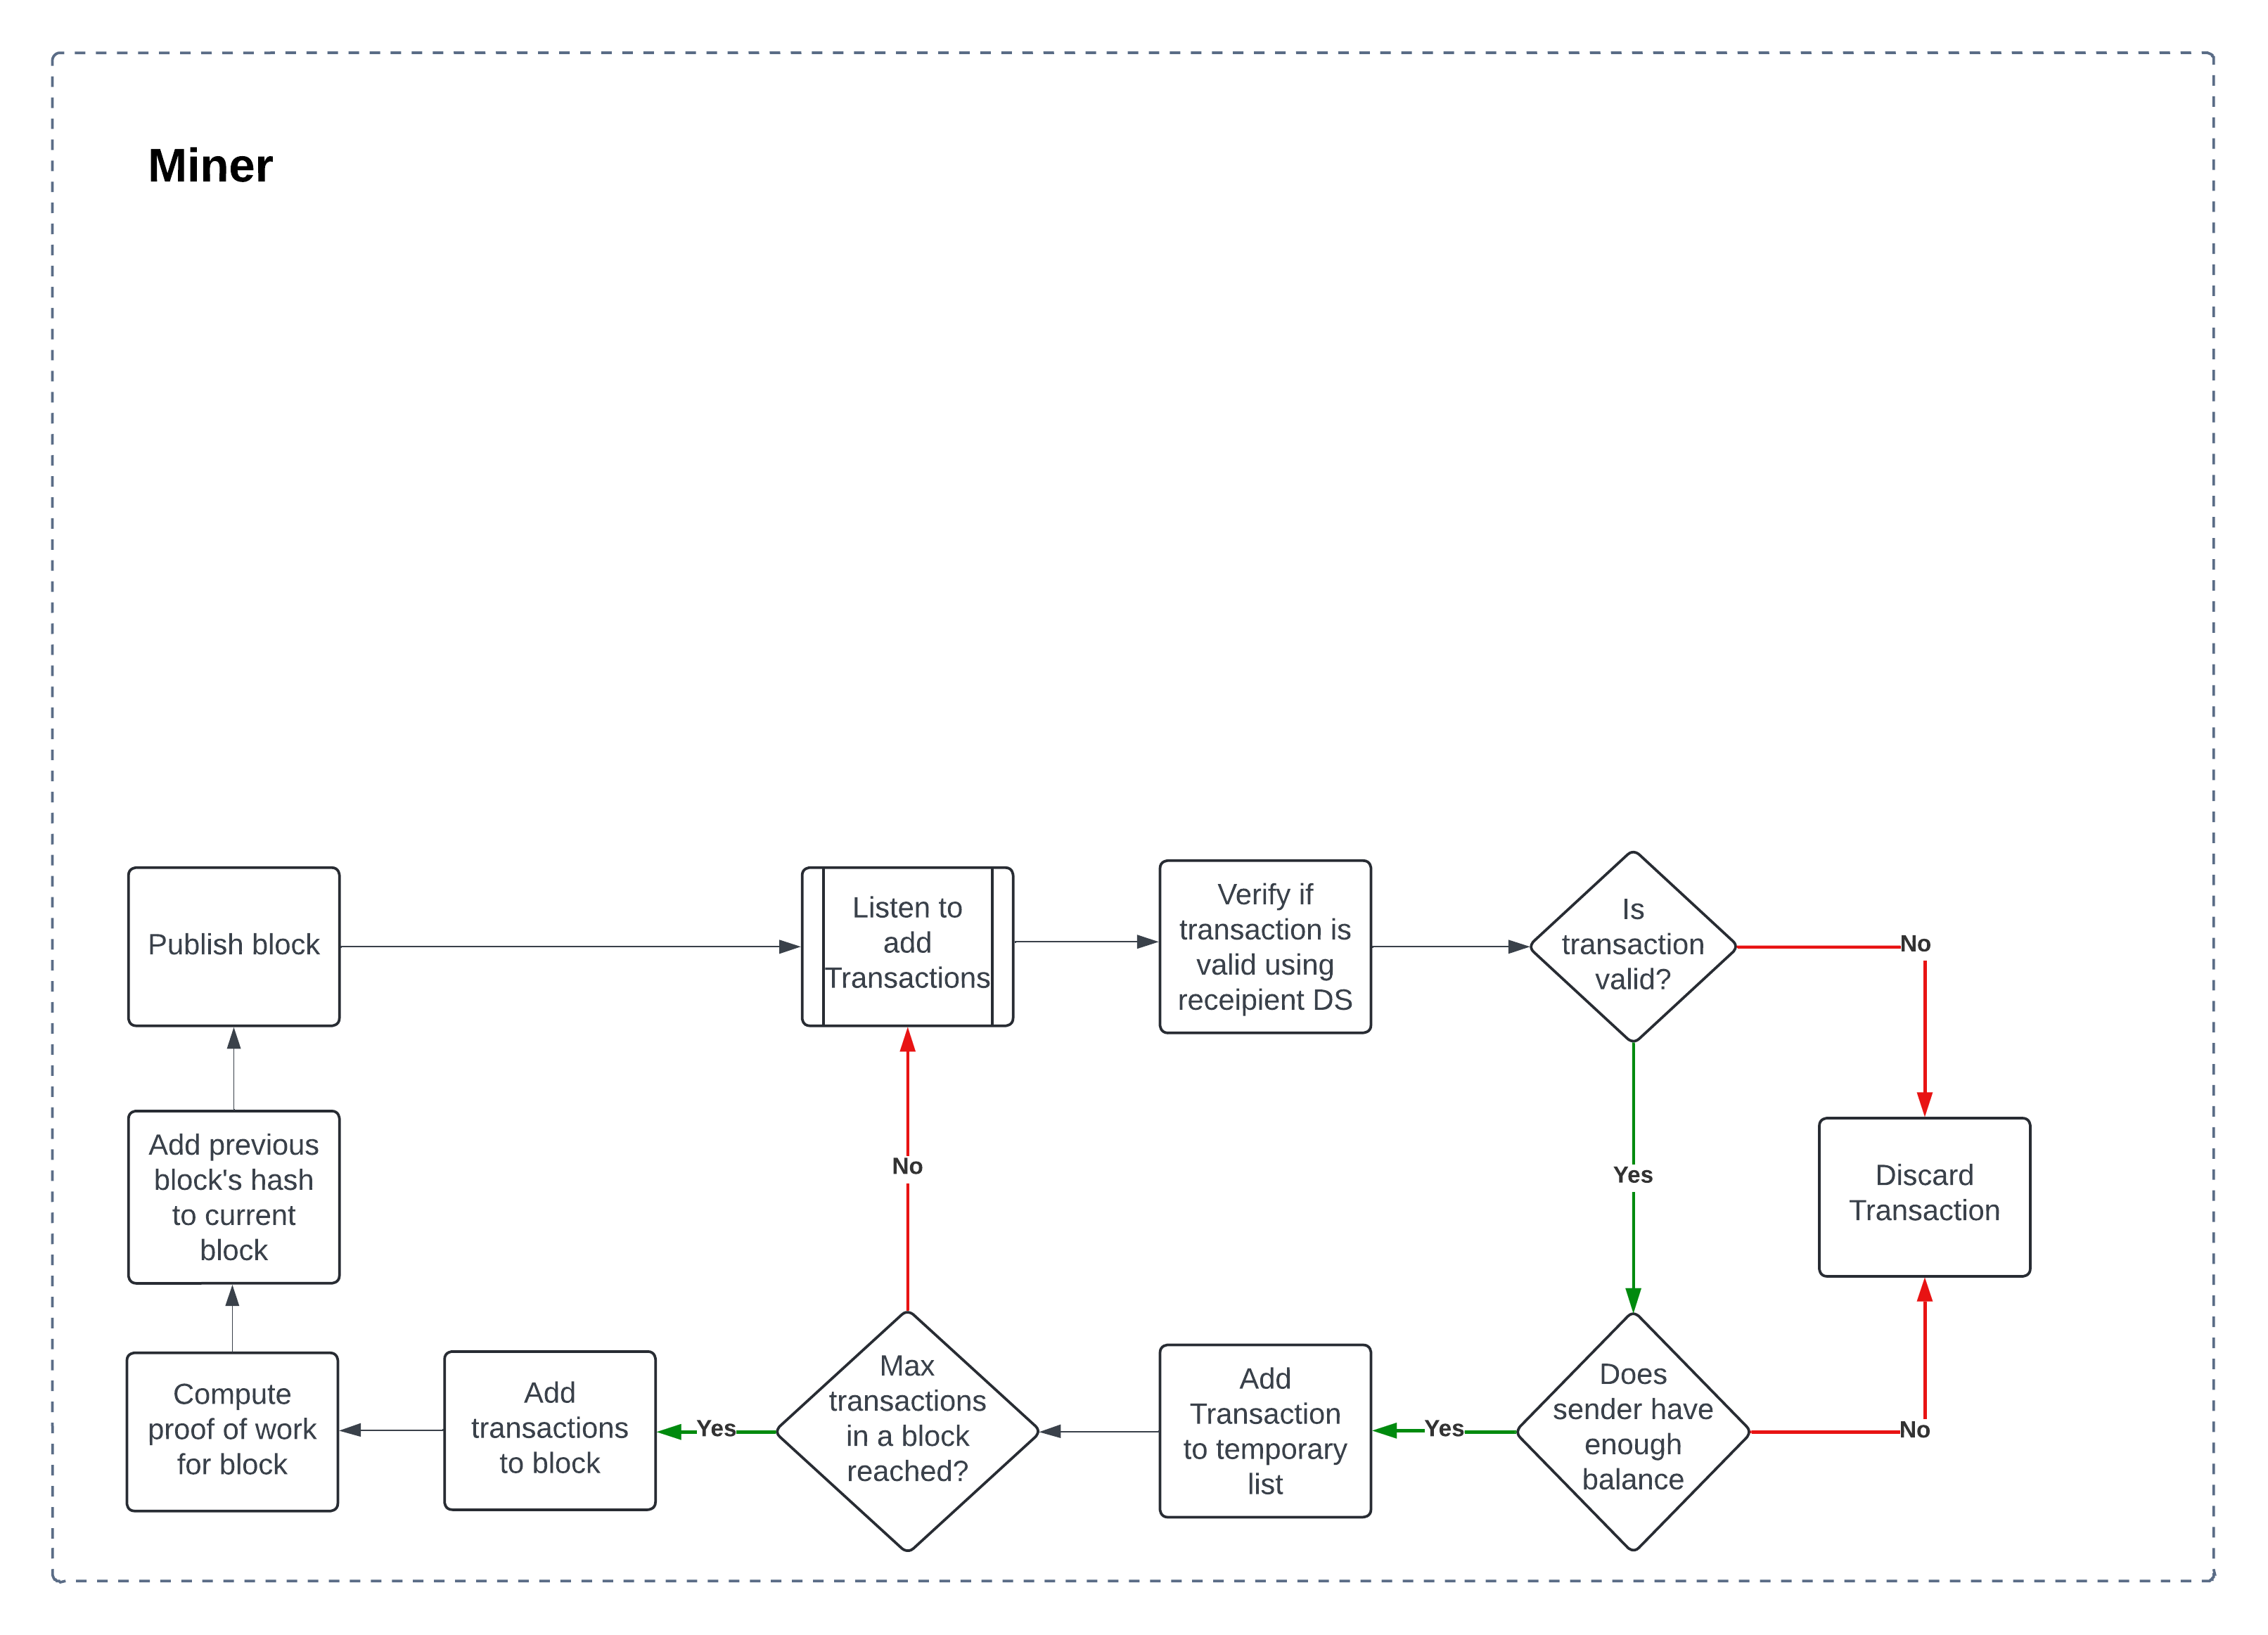 Miner
Publish block
Listen to
add
Transactions
Verify if
transaction is
valid using
receipient DS
Is
transaction
valid?
No
Yes
No
Discard
Transaction
Add previous
block's hash
to current
block
Compute
proof of work
for block
Add
transactions
to block
Yes
Max
transactions
in a block
reached?
Add
Transaction
to temporary
list
Yes
Does
sender have
enough
balance
No